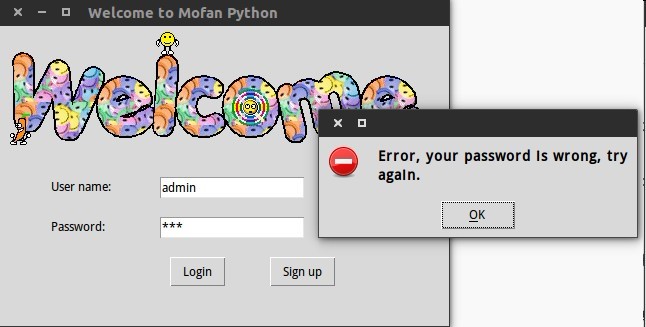 Welcome to Mofan Python
Welcome
Error, your password is wrong, try
again.
OK
User name: admin
Password: ***
Login Sign up